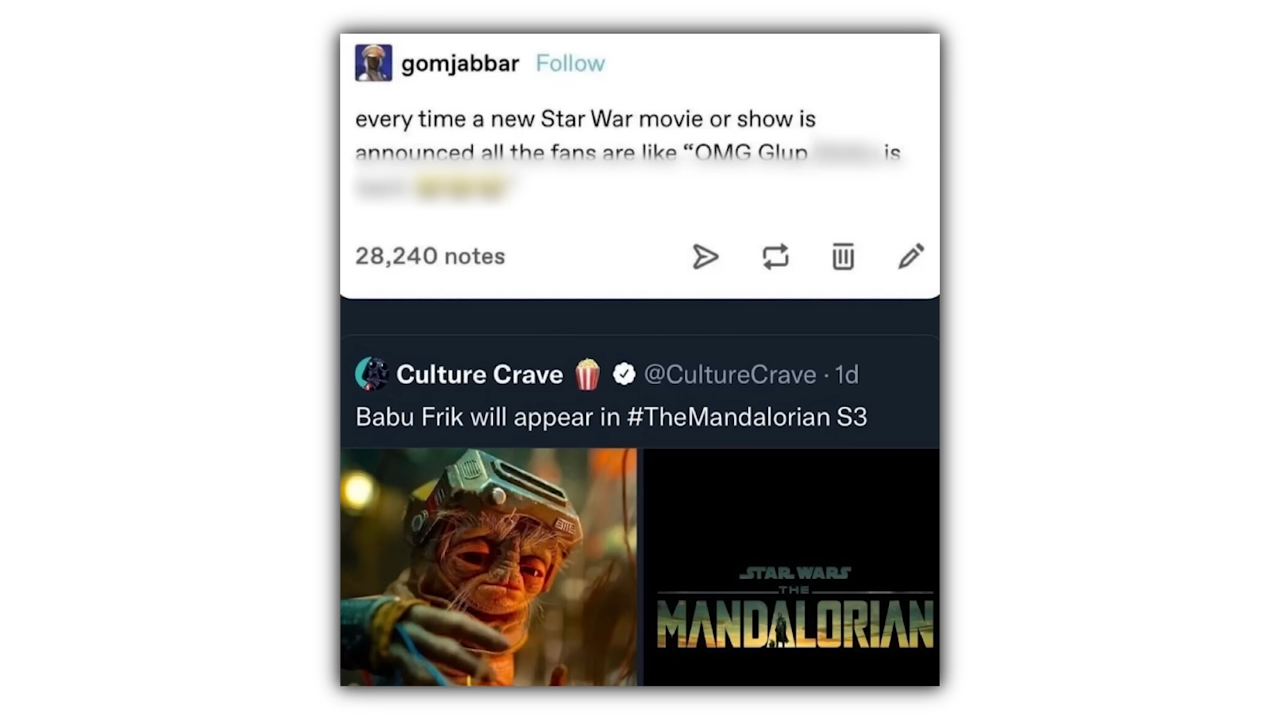 gomjabbar Follow
every time a new Star War movie or show is
announced all the fans are like “OMG Glup is
28,240 notes
Culture Crave @CultureCrave · 1d
Babu Frik will appear in #TheMandalorian S3
STAR WARS
THE
MANDALORIAN